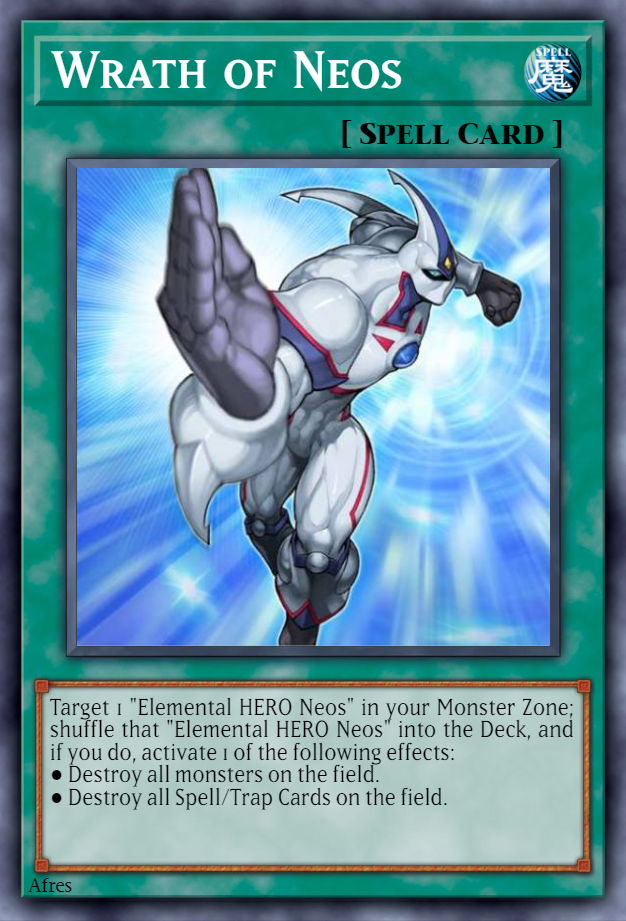 Wrath of Neos
SPELL
魔
[ Spell Card ]
Target 1 "Elemental HERO Neos" in your Monster Zone;
shuffle that "Elemental HERO Neos" into the Deck, and
if you do, activate 1 of the following effects:
● Destroy all monsters on the field.
● Destroy all Spell/Trap Cards on the field.
Afres